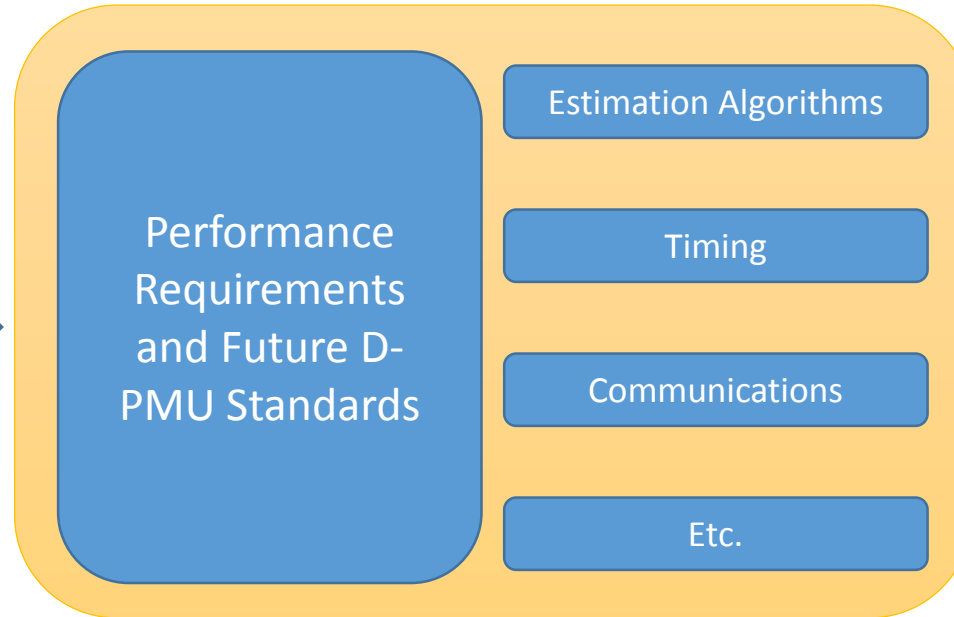 Performance
Requirements
and Future D-
PMU Standards
Estimation Algorithms
Timing
Communications
Etc.